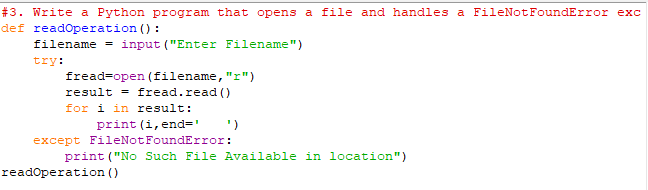 #3. Write a Python program that opens a file and handles a FileNotFoundError exc
def readOperation():
    filename = input("Enter Filename")
    try:
        fread=open(filename,"r")
        result = fread.read()
        for i in result:
            print(i,end='   ')
    except FileNotFoundError:
        print("No Such File Available in location")
readOperation()